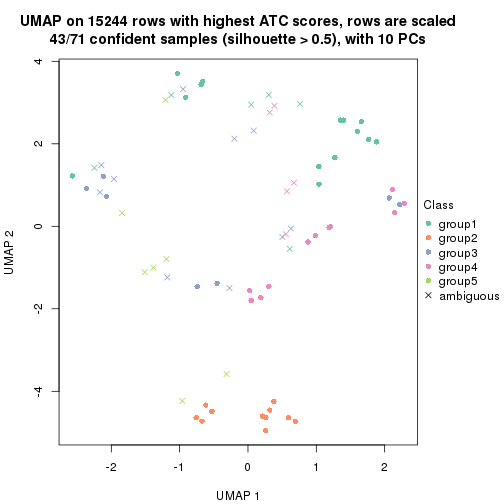 UMAP on 15244 rows with highest ATC scores, rows are scaled
43/71 confident samples (silhouette > 0.5), with 10 PCs
4
2
0
-2
-4
UMAP 2
-2
-1
0
1
2
UMAP 1
Class
group1
group2
group3
group4
group5
ambiguous